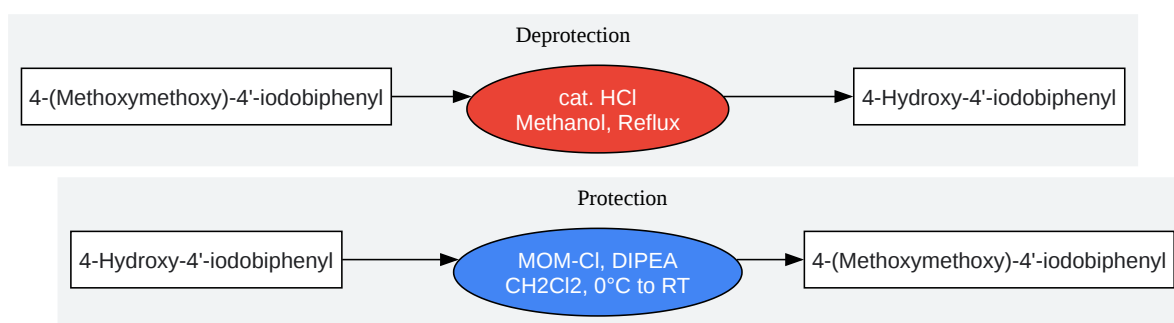 Deprotection
4-(Methoxymethoxy)-4'-iodobiphenyl
cat. HCl
Methanol, Reflux
4-Hydroxy-4'-iodobiphenyl
Protection
4-Hydroxy-4'-iodobiphenyl
MOM-Cl, DIPEA
CH2Cl2, 0°C to RT
4-(Methoxymethoxy)-4'-iodobiphenyl